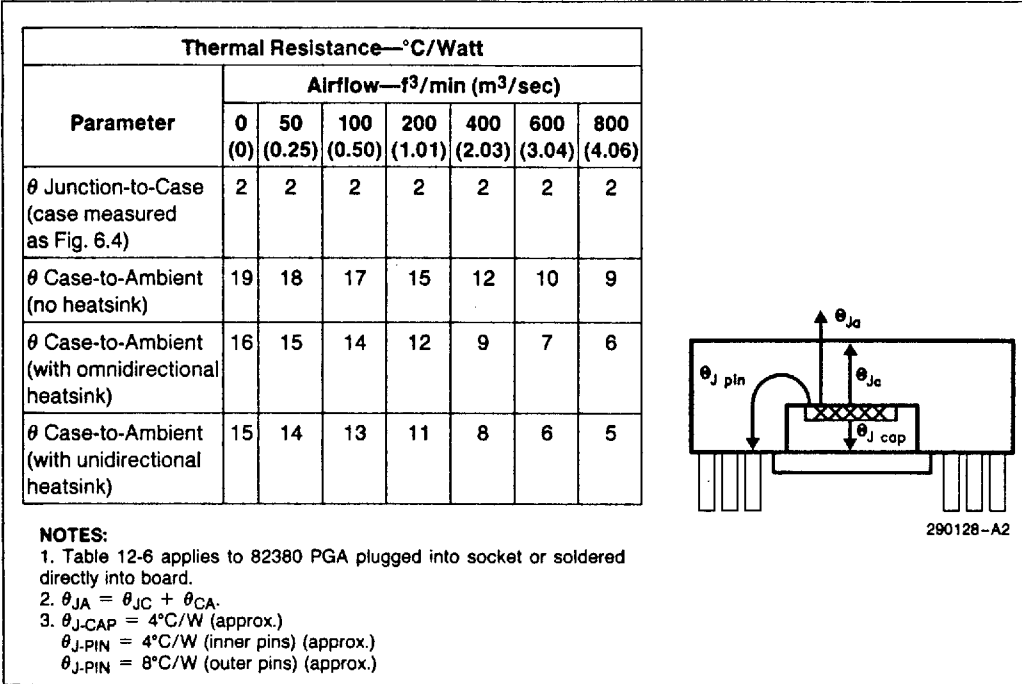 Thermal Resistance—°C/Watt
Parameter
Airflow—f³/min (m³/sec)
0 50 100 200 400 600 800
(0) (0.25) (0.50) (1.01) (2.03) (3.04) (4.06)
θ Junction-to-Case 2 2 2 2 2 2 2
(case measured
as Fig. 6.4)
θ Case-to-Ambient 19 18 17 15 12 10 9
(no heatsink)
θ Case-to-Ambient 16 15 14 12 9 7 6
(with omnidirectional
heatsink)
θ Case-to-Ambient 15 14 13 11 8 6 5
(with unidirectional
heatsink)
NOTES:
1. Table 12-6 applies to 82380 PGA plugged into socket or soldered
directly into board.
2. θJA = θJC + θCA.
3. θJ-CAP = 4°C/W (approx.)
θJ-PIN = 4°C/W (inner pins) (approx.)
θJ-PIN = 8°C/W (outer pins) (approx.)
θJa
θJ pin
θJc
θJ cap
290128–A2